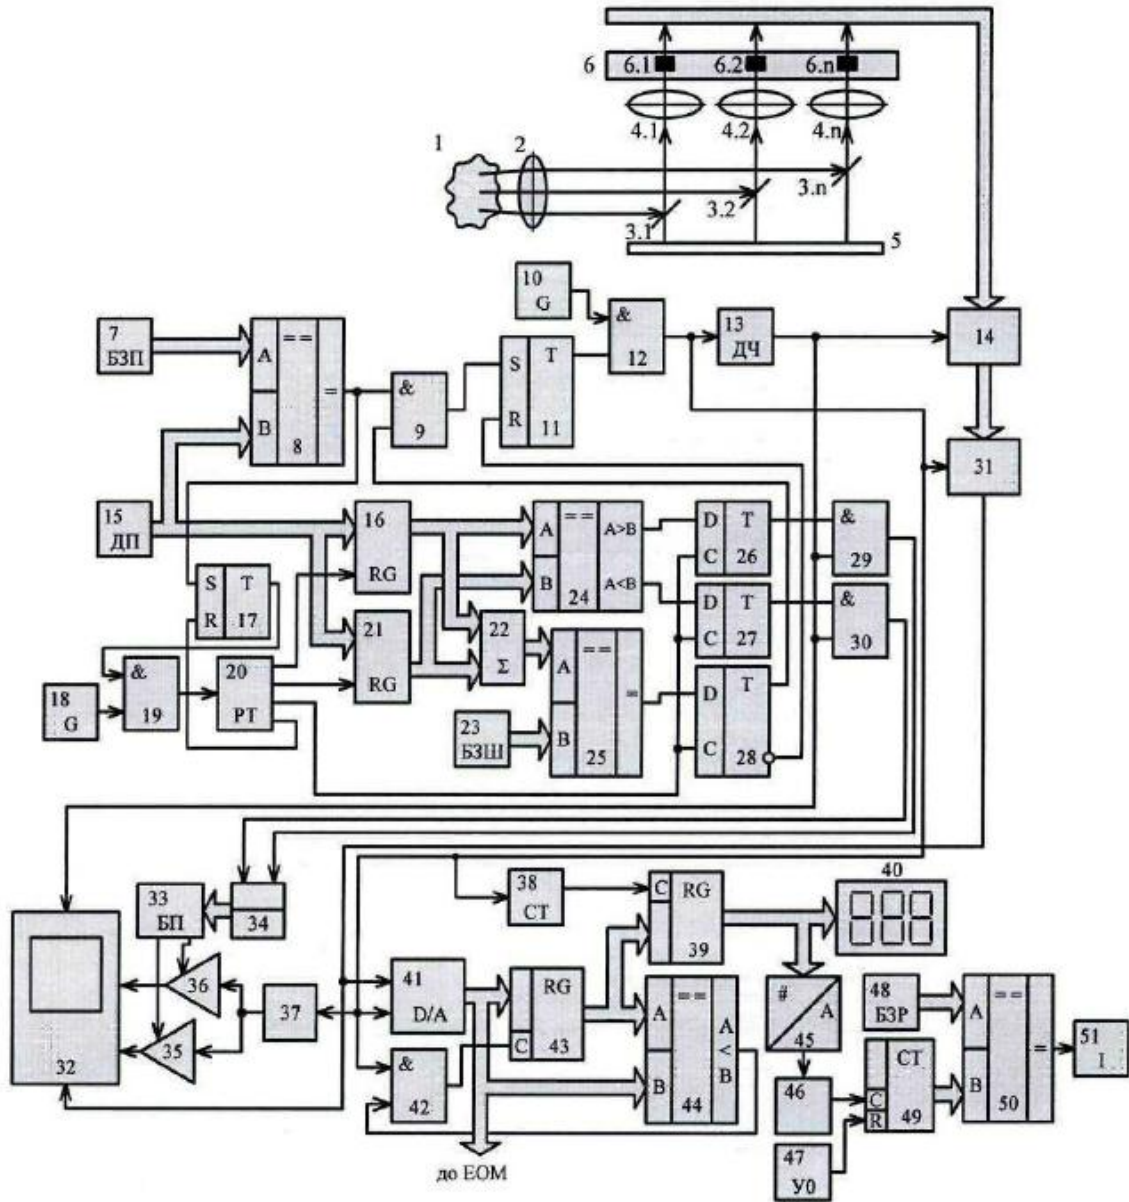 6
6.1 6.2 6.n
4.1 4.2 4.n
1 2
3.1 3.2 3.n
5
10
G
&
12
13
ДЧ
14
7
БЗП
A
B
= =
=
8
&
9
S
R
T
11
31
15
ДП
16
RG
A
B
= =
A>B
A<B
24
D
C
T
26
&
29
S
R
T
17
21
RG
22
Σ
D
C
T
27
&
30
18
G
&
19
20
РТ
23
БЗШ
A
B
= =
=
25
D
C
T
28
33
БП
34
38
СТ
C
RG
39
40
32
36
35
37
41
D/A
RG
C
43
A
B
= =
A
<
B
44
&
42
#
A
45
46
47
У0
48
БЗР
СТ
C
R
49
A
B
= =
=
50
51
I
до ЕОМ